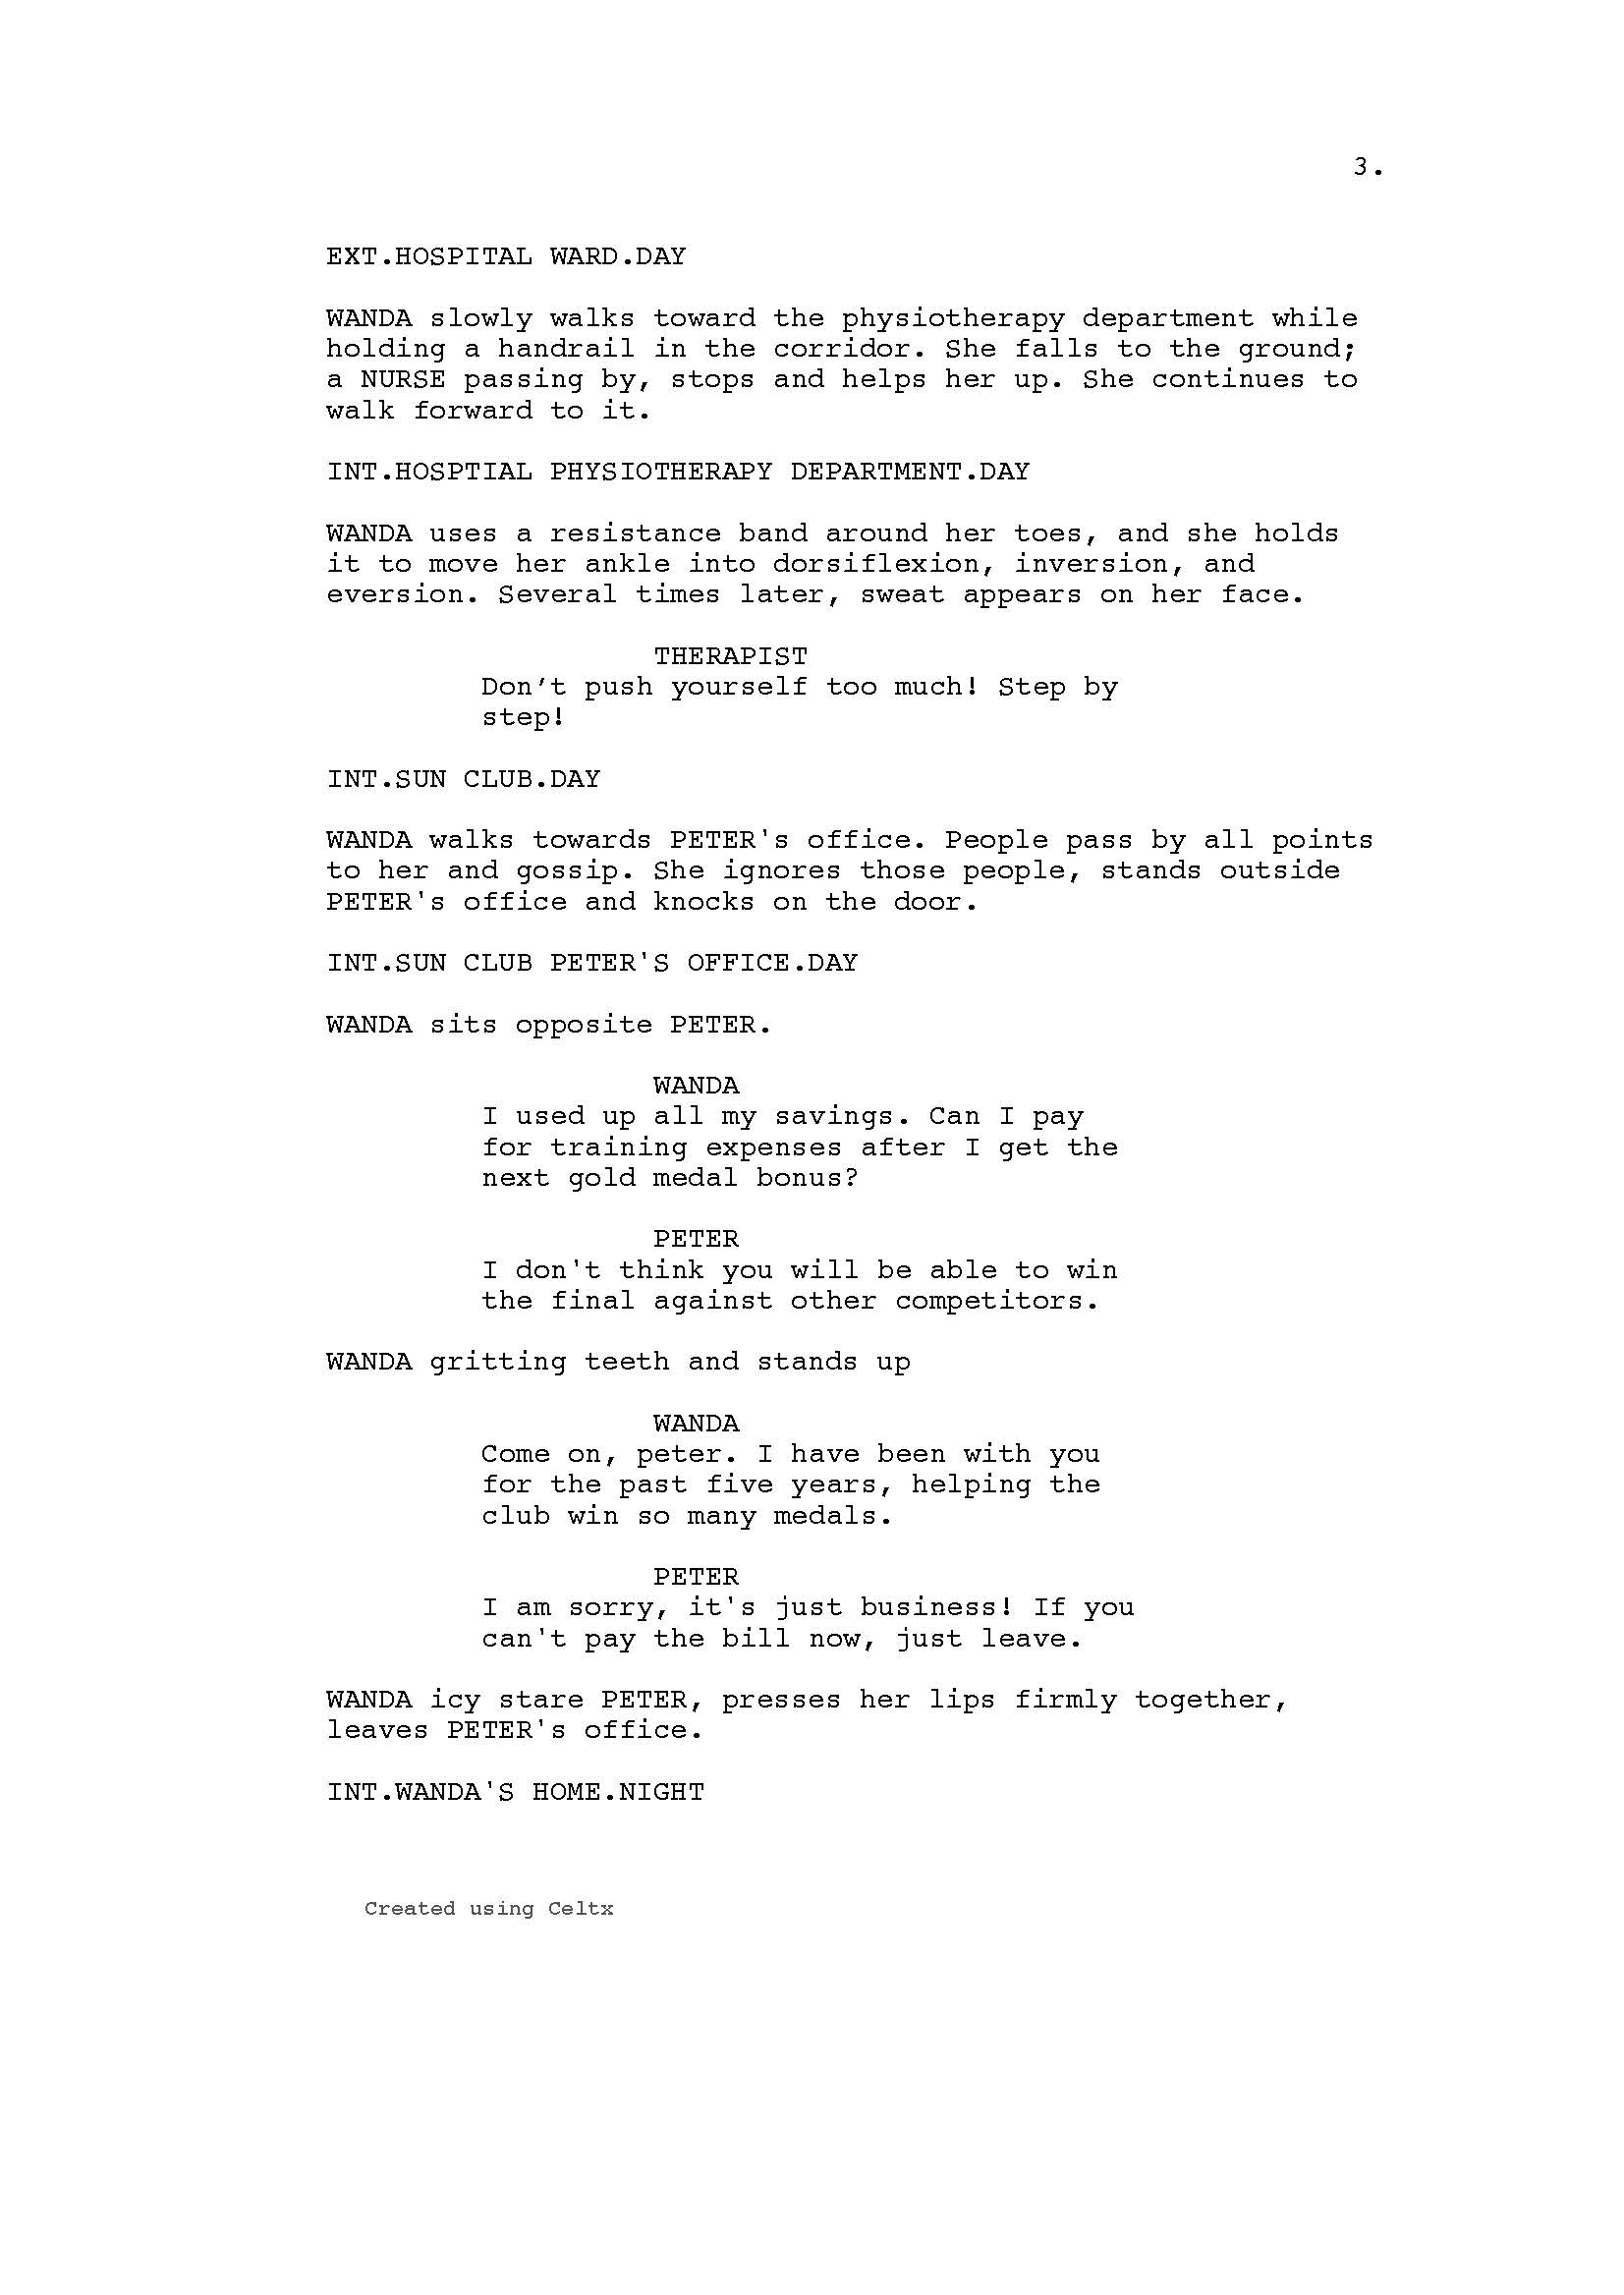 3.
EXT.HOSPITAL WARD.DAY
WANDA slowly walks toward the physiotherapy department while
holding a handrail in the corridor. She falls to the ground;
a NURSE passing by, stops and helps her up. She continues to
walk forward to it.
INT.HOSPTIAL PHYSIOTHERAPY DEPARTMENT.DAY
WANDA uses a resistance band around her toes, and she holds
it to move her ankle into dorsiflexion, inversion, and
eversion. Several times later, sweat appears on her face.
THERAPIST
Don’t push yourself too much! Step by
step!
INT.SUN CLUB.DAY
WANDA walks towards PETER's office. People pass by all points
to her and gossip. She ignores those people, stands outside
PETER's office and knocks on the door.
INT.SUN CLUB PETER'S OFFICE.DAY
WANDA sits opposite PETER.
WANDA
I used up all my savings. Can I pay
for training expenses after I get the
next gold medal bonus?
PETER
I don't think you will be able to win
the final against other competitors.
WANDA gritting teeth and stands up
WANDA
Come on, peter. I have been with you
for the past five years, helping the
club win so many medals.
PETER
I am sorry, it's just business! If you
can't pay the bill now, just leave.
WANDA icy stare PETER, presses her lips firmly together,
leaves PETER's office.
INT.WANDA'S HOME.NIGHT
Created using Celtx